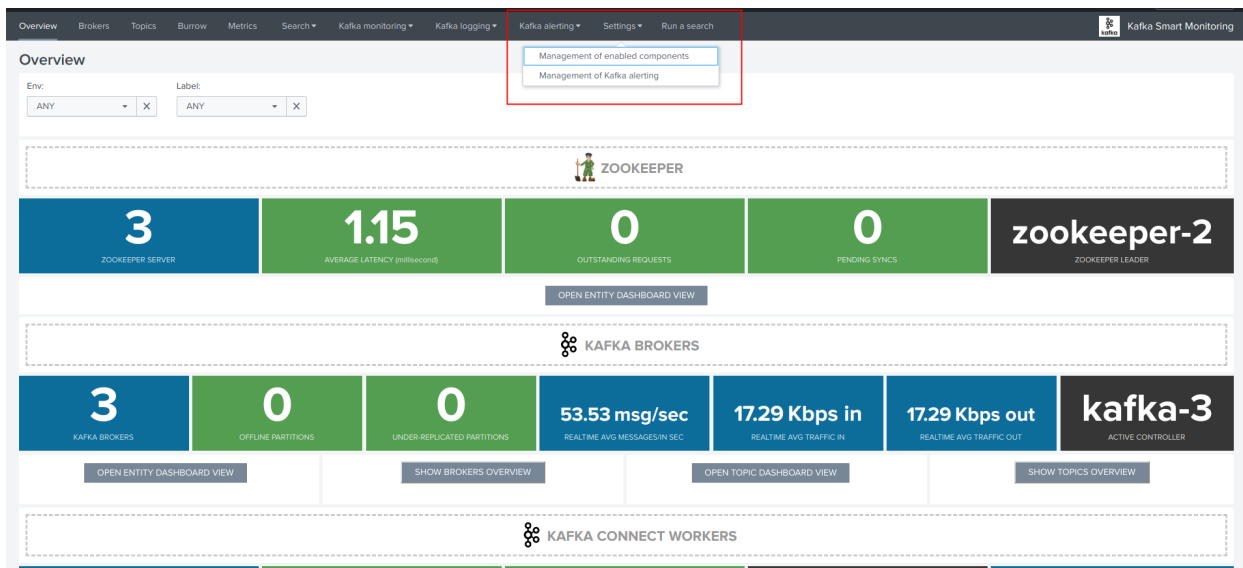 Overview Brokers Topics Burrow Metrics Search Kafka monitoring Kafka logging Kafka alerting Settings Run a search
kafka
Kafka Smart Monitoring
Management of enabled components
Management of Kafka alerting
Overview
Env: Label:
ANY X ANY X
ZOOKEEPER
3 1.15 0 0 zookeeper-2
ZOOKEEPER SERVER AVERAGE LATENCY (millisecond) OUTSTANDING REQUESTS PENDING SYNCS ZOOKEEPER LEADER
OPEN ENTITY DASHBOARD VIEW
KAFKA BROKERS
3 0 0 53.53 msg/sec 17.29 Kbps in 17.29 Kbps out kafka-3
KAFKA BROKERS OFFLINE PARTITIONS UNDER-REPLICATED PARTITIONS REALTIME AVG MESSAGES/IN SEC REALTIME AVG TRAFFIC IN REALTIME AVG TRAFFIC OUT ACTIVE CONTROLLER
OPEN ENTITY DASHBOARD VIEW SHOW BROKERS OVERVIEW OPEN TOPIC DASHBOARD VIEW SHOW TOPICS OVERVIEW
KAFKA CONNECT WORKERS